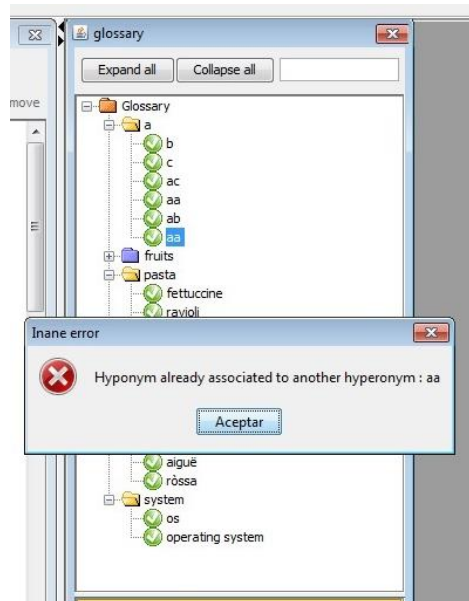 glossary
Expand all Collapse all
move
Glossary
a
b
c
ac
aa
ab
aa
fruits
pasta
fettuccine
ravioli
Inane error
Hyponym already associated to another hyperonym : aa
Aceptar
aiguë
ròssa
system
os
operating system